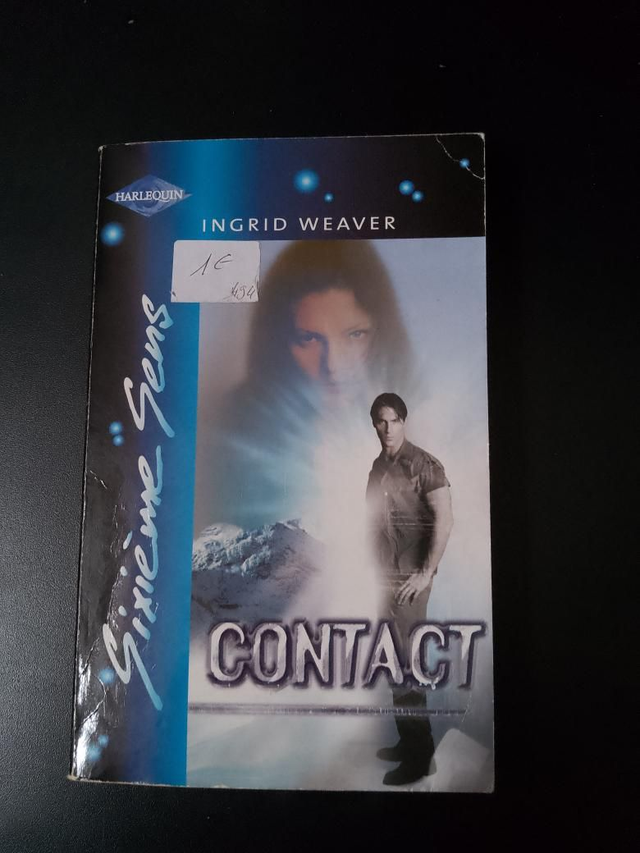 HARLEQUIN
INGRID WEAVER
1 €
Sixième Sens
CONTACT